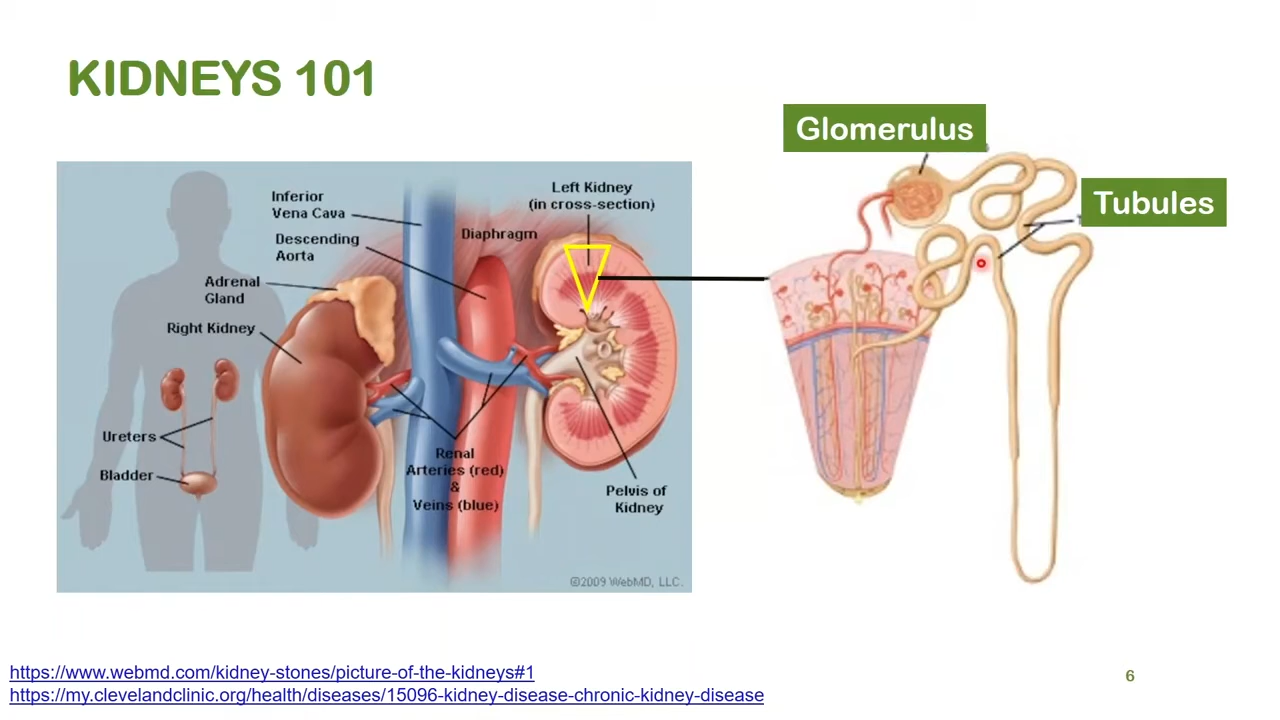 KIDNEYS 101
Glomerulus
Tubules
Left Kidney
(in cross-section)
Inferior
Vena Cava
Diaphragm
Descending
Aorta
Adrenal
Gland
Right Kidney
Ureters
Bladder
Renal
Arteries (red)
&
Veins (blue)
Pelvis of
Kidney
©2009 WebMD, LLC.
https://www.webmd.com/kidney-stones/picture-of-the-kidneys#1
https://my.clevelandclinic.org/health/diseases/15096-kidney-disease-chronic-kidney-disease
6